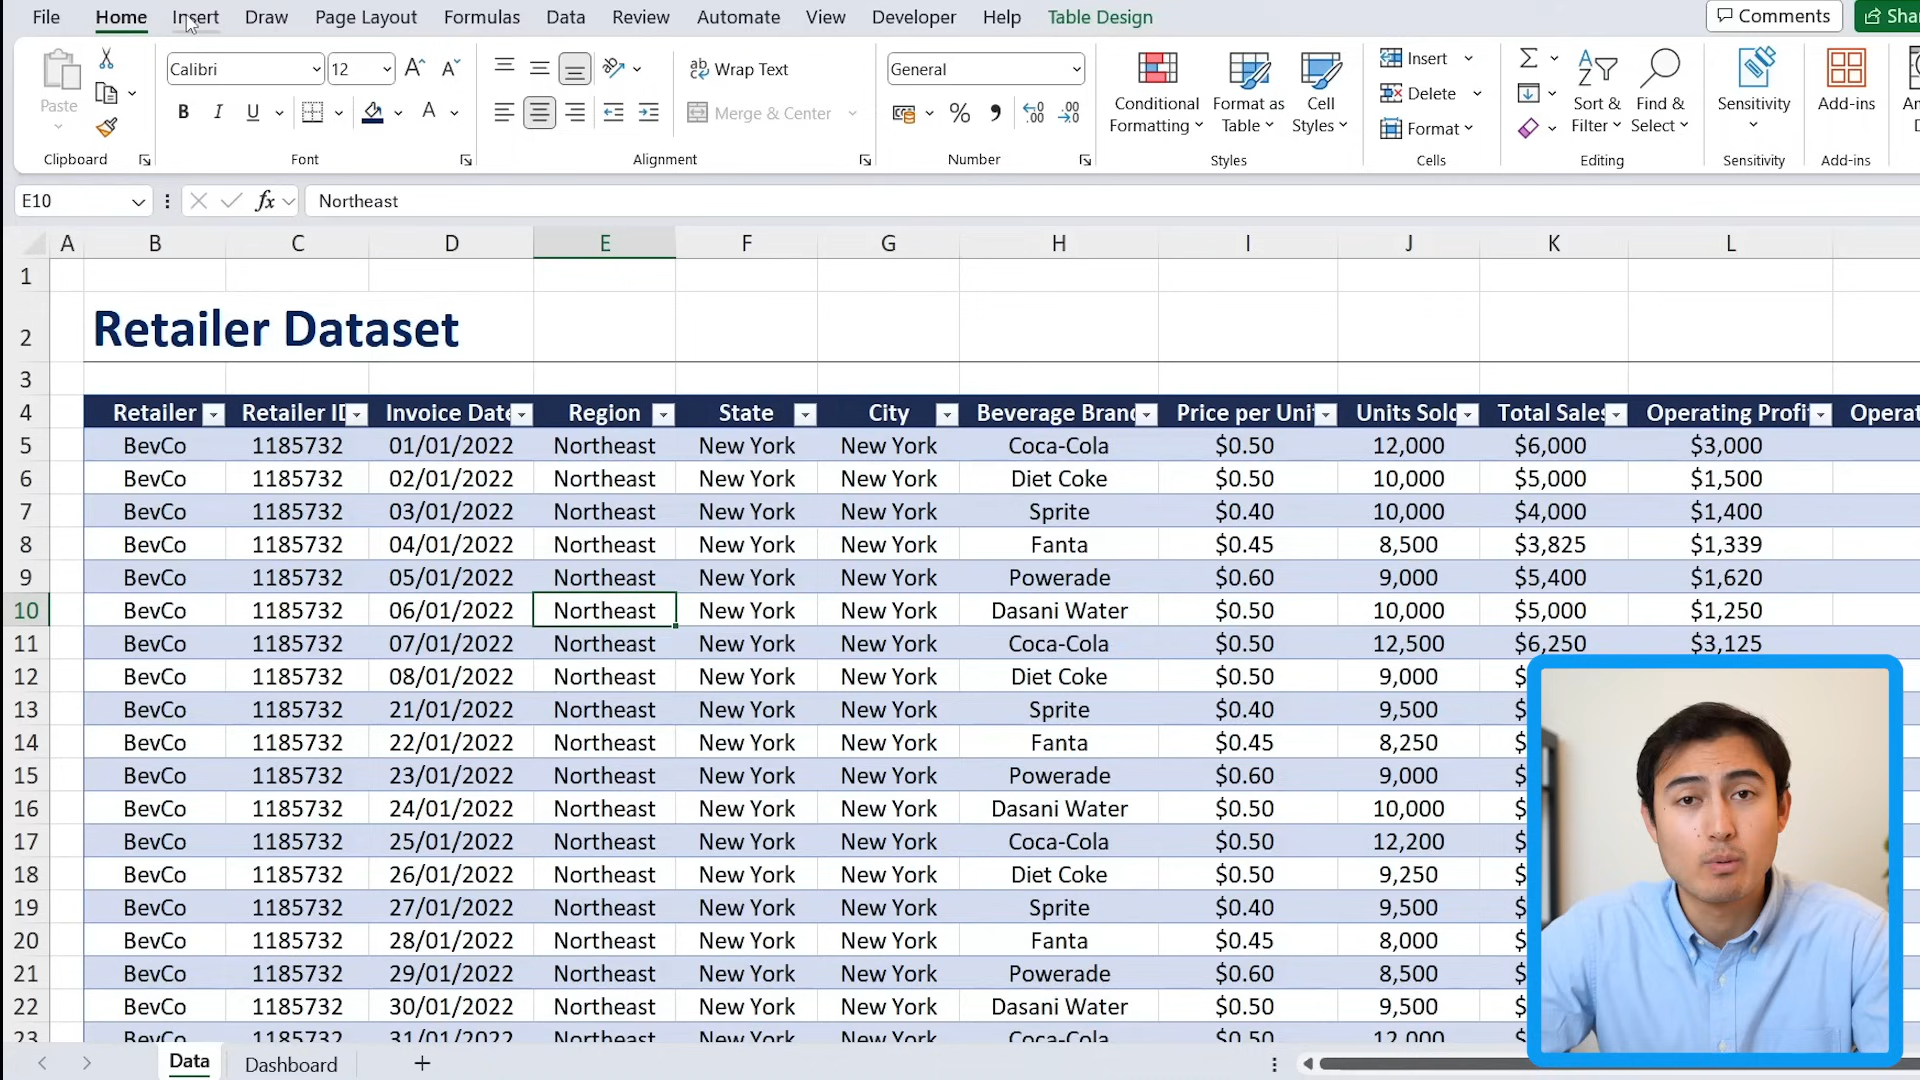 File Home Insert Draw Page Layout Formulas Data Review Automate View Developer Help Table Design Comments
Paste
Clipboard
Calibri 12
B I U A
Font
Wrap Text
Merge & Center
Alignment
General
%
Number
Conditional Formatting
Format as Table
Cell Styles
Styles
Insert
Delete
Format
Cells
Sort & Filter
Find & Select
Editing
Sensitivity
Sensitivity
Add-ins
Add-ins
E10 fx Northeast
A B C D E F G H I J K L
1
2 Retailer Dataset
3
4 Retailer Invoice Region State City Beverage Price per Units Total Operating
5 BevCo 1185732 01/01/2022 Northeast New York New York Coca-Cola $0.50 12,000 $6,000 $3,000
6 BevCo 1185732 02/01/2022 Northeast New York New York Diet Coke $0.50 10,000 $5,000 $1,500
7 BevCo 1185732 03/01/2022 Northeast New York New York Sprite $0.40 10,000 $4,000 $1,400
8 BevCo 1185732 04/01/2022 Northeast New York New York Fanta $0.45 8,500 $3,825 $1,339
9 BevCo 1185732 05/01/2022 Northeast New York New York Powerade $0.60 9,000 $5,400 $1,620
10 BevCo 1185732 06/01/2022 Northeast New York New York Dasani Water $0.50 10,000 $5,000 $1,250
11 BevCo 1185732 07/01/2022 Northeast New York New York Coca-Cola $0.50 12,500 $6,250 $3,125
12 BevCo 1185732 08/01/2022 Northeast New York New York Diet Coke $0.50 9,000
13 BevCo 1185732 21/01/2022 Northeast New York New York Sprite $0.40 9,500
14 BevCo 1185732 22/01/2022 Northeast New York New York Fanta $0.45 8,250
15 BevCo 1185732 23/01/2022 Northeast New York New York Powerade $0.60 9,000
16 BevCo 1185732 24/01/2022 Northeast New York New York Dasani Water $0.50 10,000
17 BevCo 1185732 25/01/2022 Northeast New York New York Coca-Cola $0.50 12,200
18 BevCo 1185732 26/01/2022 Northeast New York New York Diet Coke $0.50 9,250
19 BevCo 1185732 27/01/2022 Northeast New York New York Sprite $0.40 9,500
20 BevCo 1185732 28/01/2022 Northeast New York New York Fanta $0.45 8,000
21 BevCo 1185732 29/01/2022 Northeast New York New York Powerade $0.60 8,500
22 BevCo 1185732 30/01/2022 Northeast New York New York Dasani Water $0.50 9,500
23 BevCo 1185732 31/01/2022 Northeast New York New York Coca-Cola $0.50 12,000
Data Dashboard +